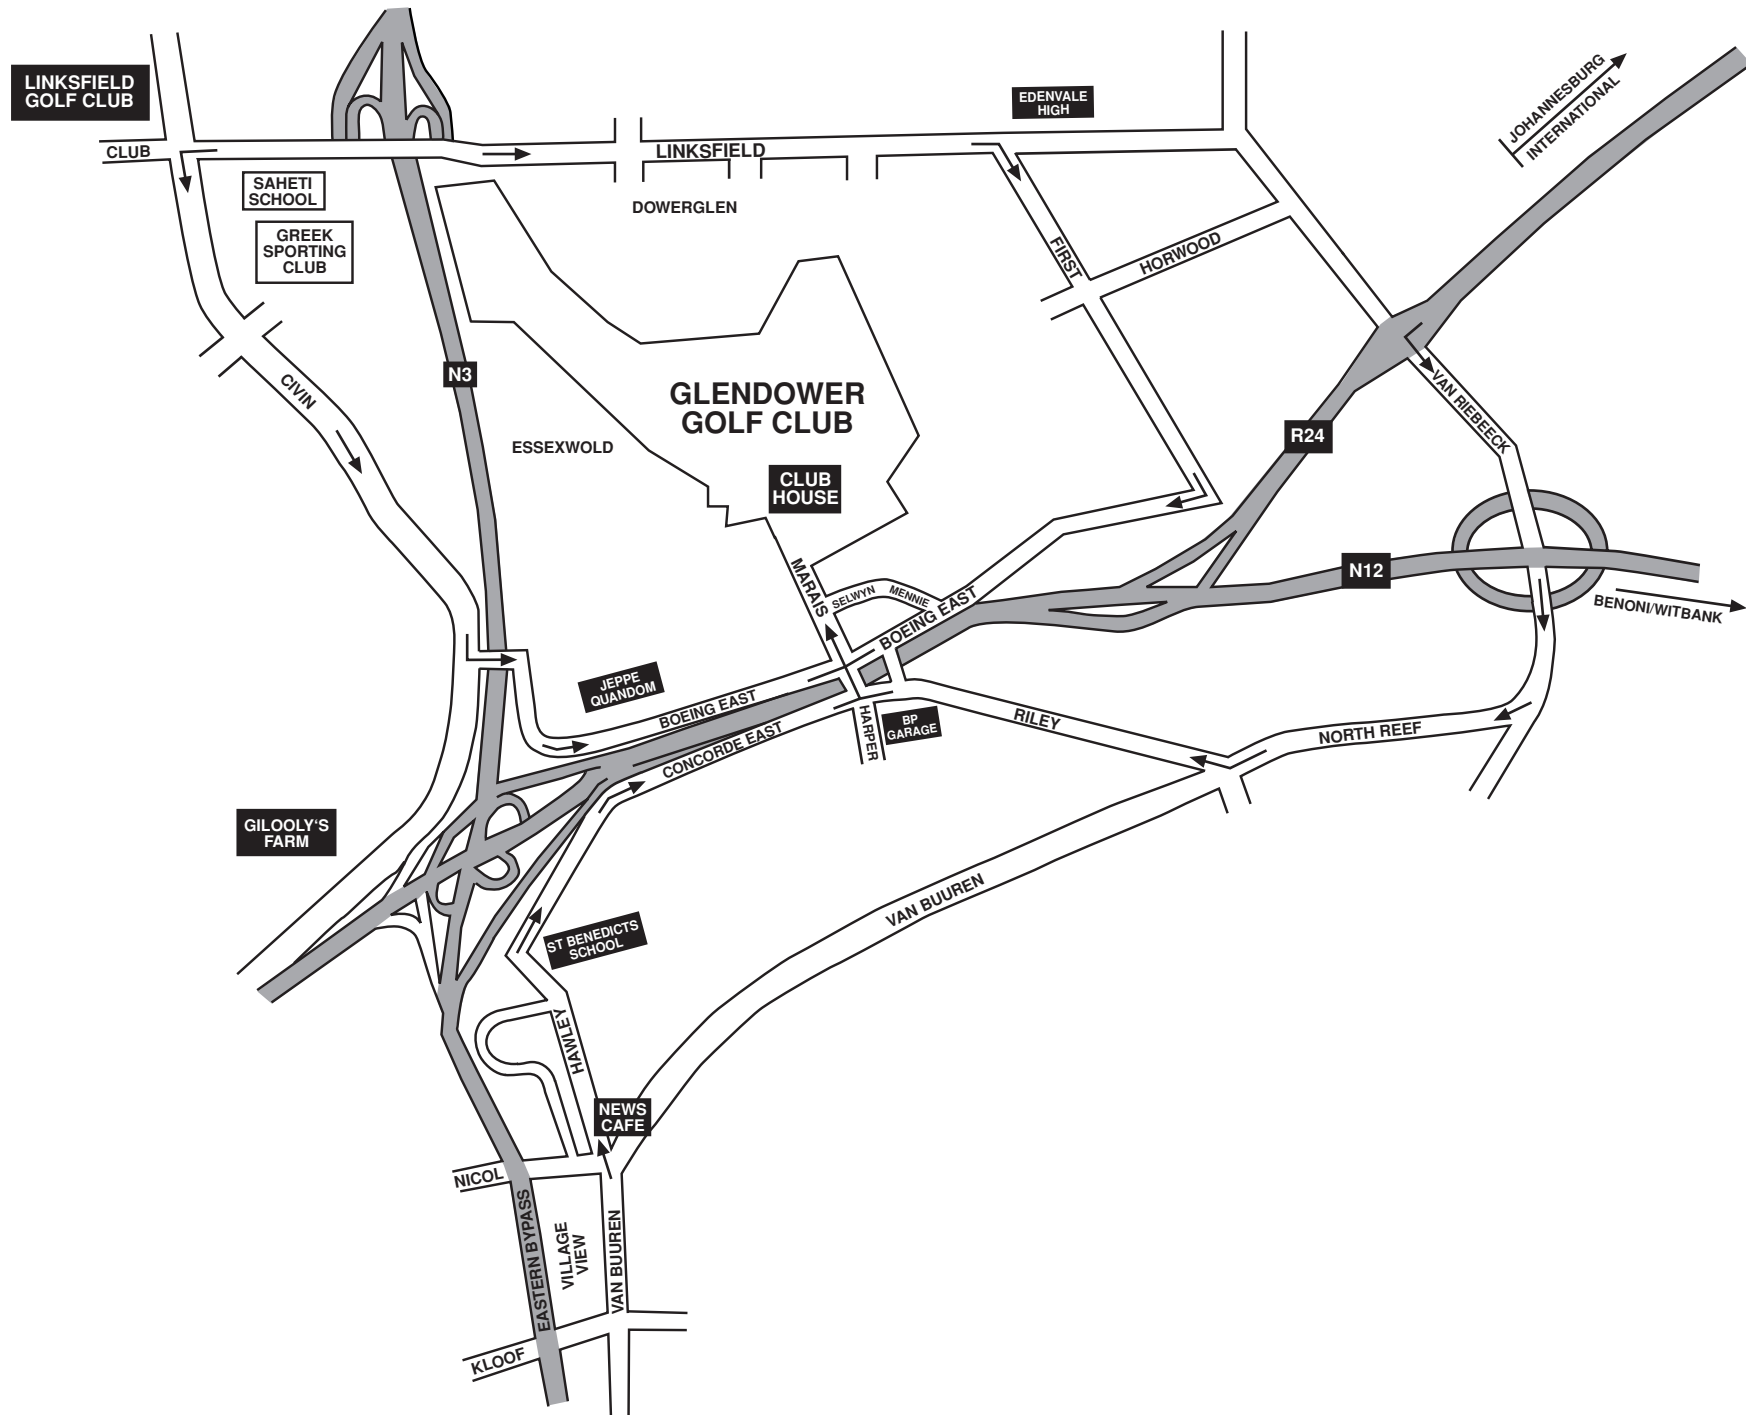 LINKSFIELD
GOLF CLUB
CLUB
SAHETI
SCHOOL
GREEK
SPORTING
CLUB
LINKSFIELD
EDENVALE
HIGH
JOHANNESBURG
INTERNATIONAL
DOWERGLEN
FIRST
HORWOOD
CIVIN
N3
GLENDOWER
GOLF CLUB
VAN RIEBEECK
R24
ESSEXWOLD
CLUB
HOUSE
MARAIS
SELWYN
MENNIE
BOEING EAST
N12
BENONI/WITBANK
JEPPE
QUANDOM
BOEING EAST
CONCORDE EAST
HARPER
BP
GARAGE
RILEY
NORTH REEF
GILOOLY'S
FARM
VAN BUUREN
ST BENEDICTS
SCHOOL
HAWLEY
NEWS
CAFE
NICOL
EASTERN BYPASS
VILLAGE
VIEW
VAN BUUREN
KLOOF